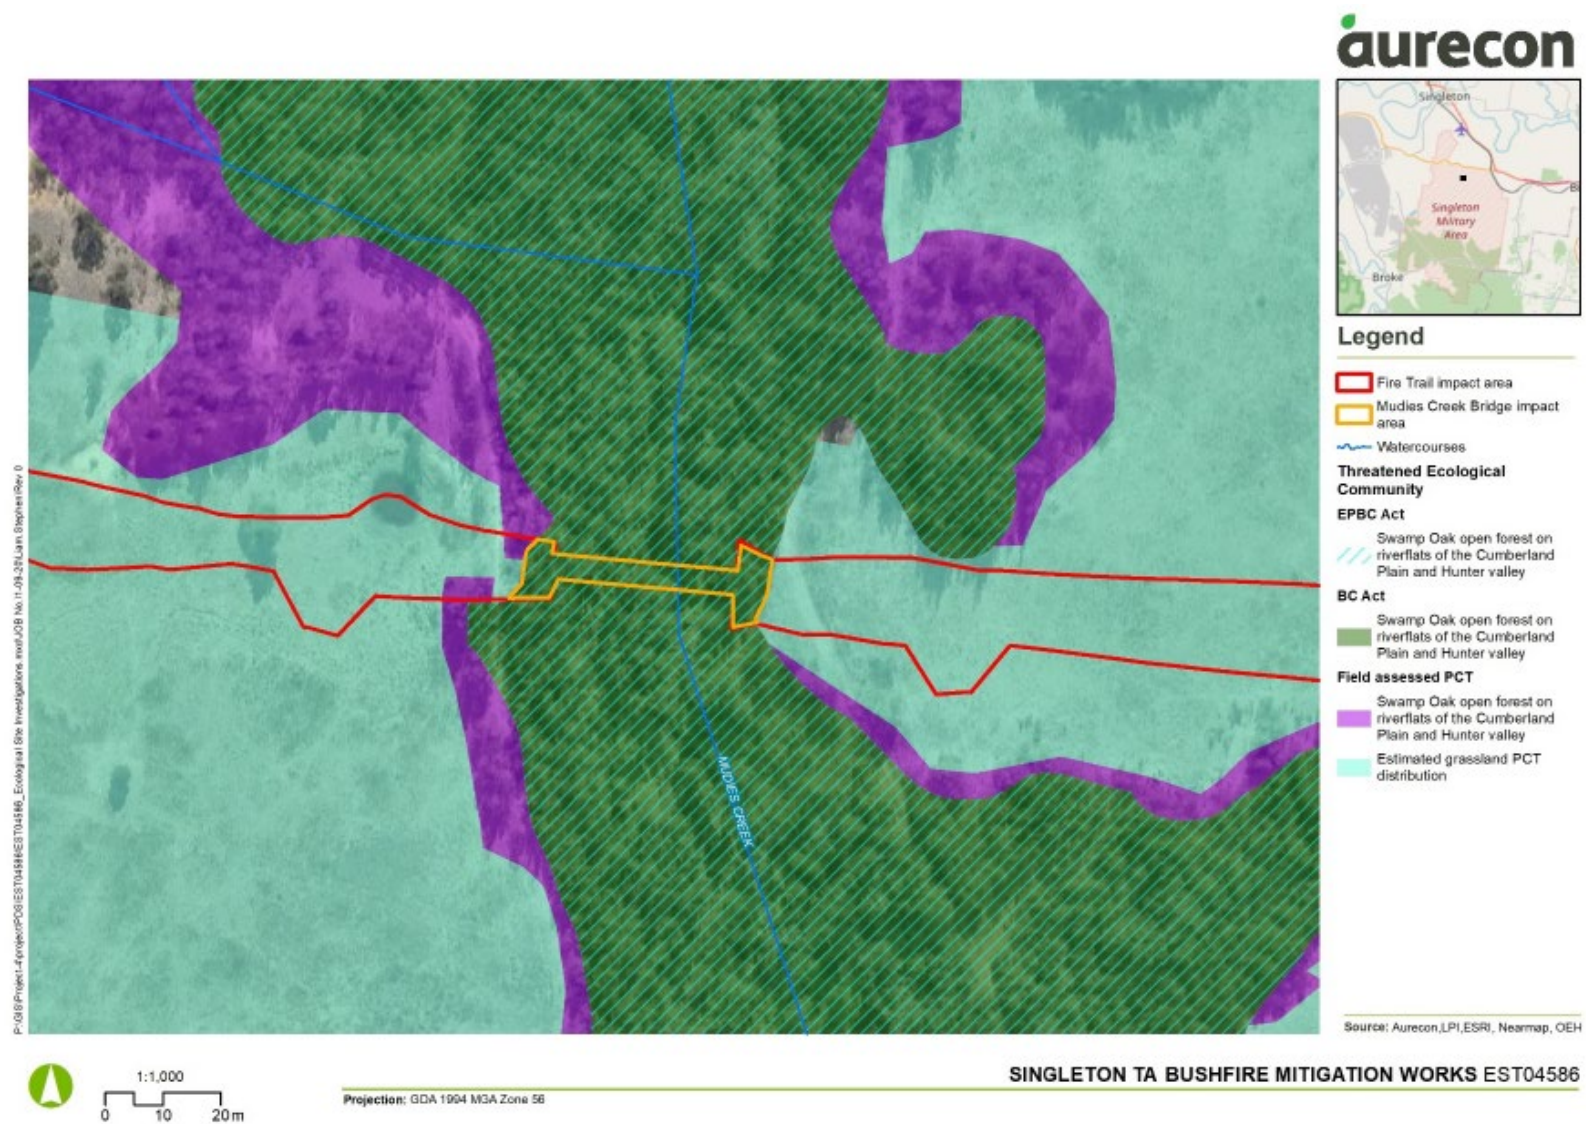 aurecon
Singleton
Singleton
Military
Area
Broke
Legend
Fire Trail impact area
Mudies Creek Bridge impact
area
Watercourses
Threatened Ecological
Community
EPBC Act
Swamp Oak open forest on
riverflats of the Cumberland
Plain and Hunter valley
BC Act
Swamp Oak open forest on
riverflats of the Cumberland
Plain and Hunter valley
Field assessed PCT
Swamp Oak open forest on
riverflats of the Cumberland
Plain and Hunter valley
Estimated grassland PCT
distribution
MUDIES CREEK
Source: Aurecon,LPI,ESRI, Nearmap, OEH
SINGLETON TA BUSHFIRE MITIGATION WORKS EST04586
1:1,000
0 10 20m
Projection: GDA 1994 MGA Zone 56